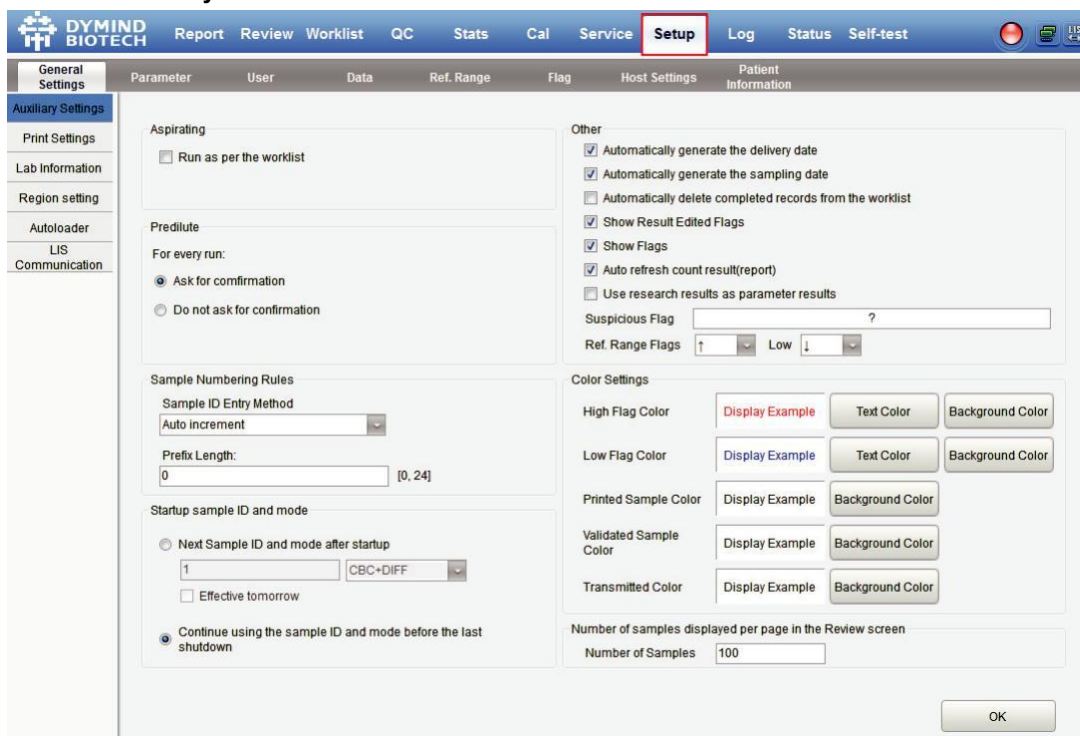 DYMIND
BIOTECH
Report Review Worklist QC Stats Cal Service Setup Log Status Self-test
General
Settings
Parameter User Data Ref. Range Flag Host Settings Patient
Information
Auxiliary Settings
Print Settings
Lab Information
Region setting
Autoloader
LIS
Communication
Aspirating
Run as per the worklist
Predilute
For every run:
Ask for comfirmation
Do not ask for confirmation
Sample Numbering Rules
Sample ID Entry Method
Auto increment
Prefix Length:
0 [0, 24]
Startup sample ID and mode
Next Sample ID and mode after startup
1 CBC+DIFF
Effective tomorrow
Continue using the sample ID and mode before the last
shutdown
Other
Automatically generate the delivery date
Automatically generate the sampling date
Automatically delete completed records from the worklist
Show Result Edited Flags
Show Flags
Auto refresh count result(report)
Use research results as parameter results
Suspicious Flag ?
Ref. Range Flags ↑ Low ↓
Color Settings
High Flag Color Display Example Text Color Background Color
Low Flag Color Display Example Text Color Background Color
Printed Sample Color Display Example Background Color
Validated Sample
Color Display Example Background Color
Transmitted Color Display Example Background Color
Number of samples displayed per page in the Review screen
Number of Samples 100
OK